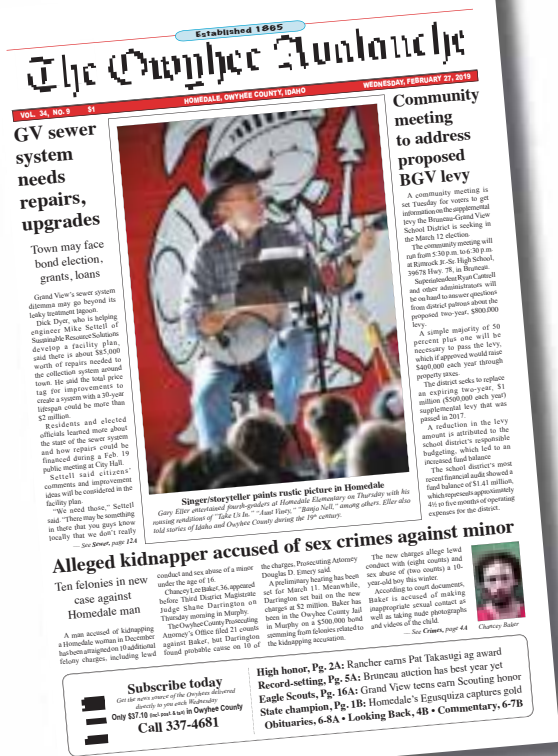 Established 1865
The Owyhee Avalanche
VOL. 34, NO. 9 $1 HOMEDALE, OWYHEE COUNTY, IDAHO WEDNESDAY, FEBRUARY 27, 2019
GV sewer
system
needs
repairs,
upgrades
Town may face
bond election,
grants, loans
Grand View's sewer system
dilemma may go beyond its
leaky treatment lagoon.
Dick Dyer, who is helping
engineer Mike Settell of
Sustainable Resource Solutions
develop a facility plan,
said there is about $85,000
worth of repairs needed to
the collection system around
town. He said the total price
tag for improvements to
create a system with a 30-year
lifespan could be more than
$2 million.
Residents and elected
officials learned more about
the state of the sewer system
and how repairs could be
financed during a Feb. 19
public meeting at City Hall.
Settell said citizens'
comments and improvement
ideas will be considered in the
facility plan.
"We need those," Settell
said. "There may be something
in there that you guys know
locally that we don't really
— See Sewer, page 12A
Singer/storyteller paints rustic picture in Homedale
Gary Eller entertained fourth-graders at Homedale Elementary on Thursday with his
rousing renditions of "Take Us In," "Aunt Viney," "Banjo Nell," among others. Eller also
told stories of Idaho and Owyhee County during the 19th century.
Community
meeting
to address
proposed
BGV levy
A community meeting is
set Tuesday for voters to get
information on the supplemental
levy the Bruneau-Grand View
School District is seeking in
the March 12 election.
The community meeting will
run from 5:30 p.m. to 6:30 p.m.
at Rimrock Jr.-Sr. High School,
39678 Hwy. 78, in Bruneau.
Superintendent Ryan Cantrell
and other administrators will
be on hand to answer questions
from district patrons about the
proposed two-year, $800,000
levy.
A simple majority of 50
percent plus one will be
necessary to pass the levy,
which if approved would raise
$400,000 each year through
property taxes.
The district seeks to replace
an expiring two-year, $1
million ($500,000 each year)
supplemental levy that was
passed in 2017.
A reduction in the levy
amount is attributed to the
school district's responsible
budgeting, which led to an
increased fund balance
The school district's most
recent financial audit showed a
fund balance of $1.41 million,
which represents approximately
4½ to five months of operating
expenses for the district.
Alleged kidnapper accused of sex crimes against minor
Ten felonies in new
case against
Homedale man
A man accused of kidnapping
a Homedale woman in December
has been arraigned on 10 additional
felony charges, including lewd
conduct and sex abuse of a minor
under the age of 16.
Chancey Lee Baker, 36, appeared
before Third District Magistrate
Judge Shane Darington on
Thursday morning in Murphy.
The Owyhee County Prosecuting
Attorney's Office filed 21 counts
against Baker, but Darington
found probable cause on 10 of
the charges, Prosecuting Attorney
Douglas D. Emery said.
A preliminary hearing has been
set for March 11. Meanwhile,
Darington set bail on the new
charges at $2 million. Baker has
been in the Owyhee County Jail
in Murphy on a $500,000 bond
stemming from felonies related to
the kidnapping accusation.
The new charges allege lewd
conduct with (eight counts) and
sex abuse of (two counts) a 10-
year-old boy this winter.
According to court documents,
Baker is accused of making
inappropriate sexual contact as
well as taking nude photographs
and videos of the child.
— See Crimes, page 4A
Chancey Baker
Subscribe today
Get the news source of the Owyhees delivered
directly to you each Wednesday
Only $37.10 (incl. post. & tax) in Owyhee County
Call 337-4681
High honor, Pg. 2A: Rancher earns Pat Takasugi ag award
Record-setting, Pg. 5A: Bruneau auction has best year yet
Eagle Scouts, Pg. 16A: Grand View teens earn Scouting honor
State champion, Pg. 1B: Homedale's Egusquiza captures gold
Obituaries, 6-8A • Looking Back, 4B • Commentary, 6-7B